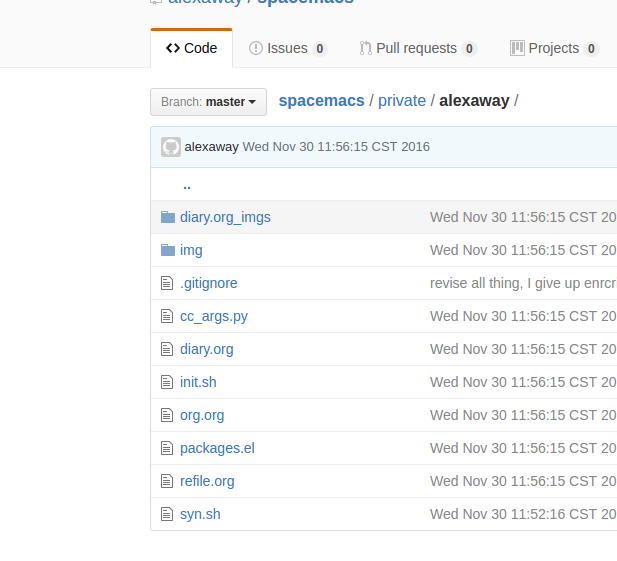 alexaway / spacemacs
Code Issues 0 Pull requests 0 Projects 0
Branch: master spacemacs / private / alexaway /
alexaway Wed Nov 30 11:56:15 CST 2016
..
diary.org_imgs Wed Nov 30 11:56:15 CST 20
img Wed Nov 30 11:56:15 CST 20
.gitignore revise all thing, I give up enrcr
cc_args.py Wed Nov 30 11:56:15 CST 20
diary.org Wed Nov 30 11:56:15 CST 20
init.sh Wed Nov 30 11:56:15 CST 20
org.org Wed Nov 30 11:56:15 CST 20
packages.el Wed Nov 30 11:56:15 CST 20
refile.org Wed Nov 30 11:56:15 CST 20
syn.sh Wed Nov 30 11:52:16 CST 20